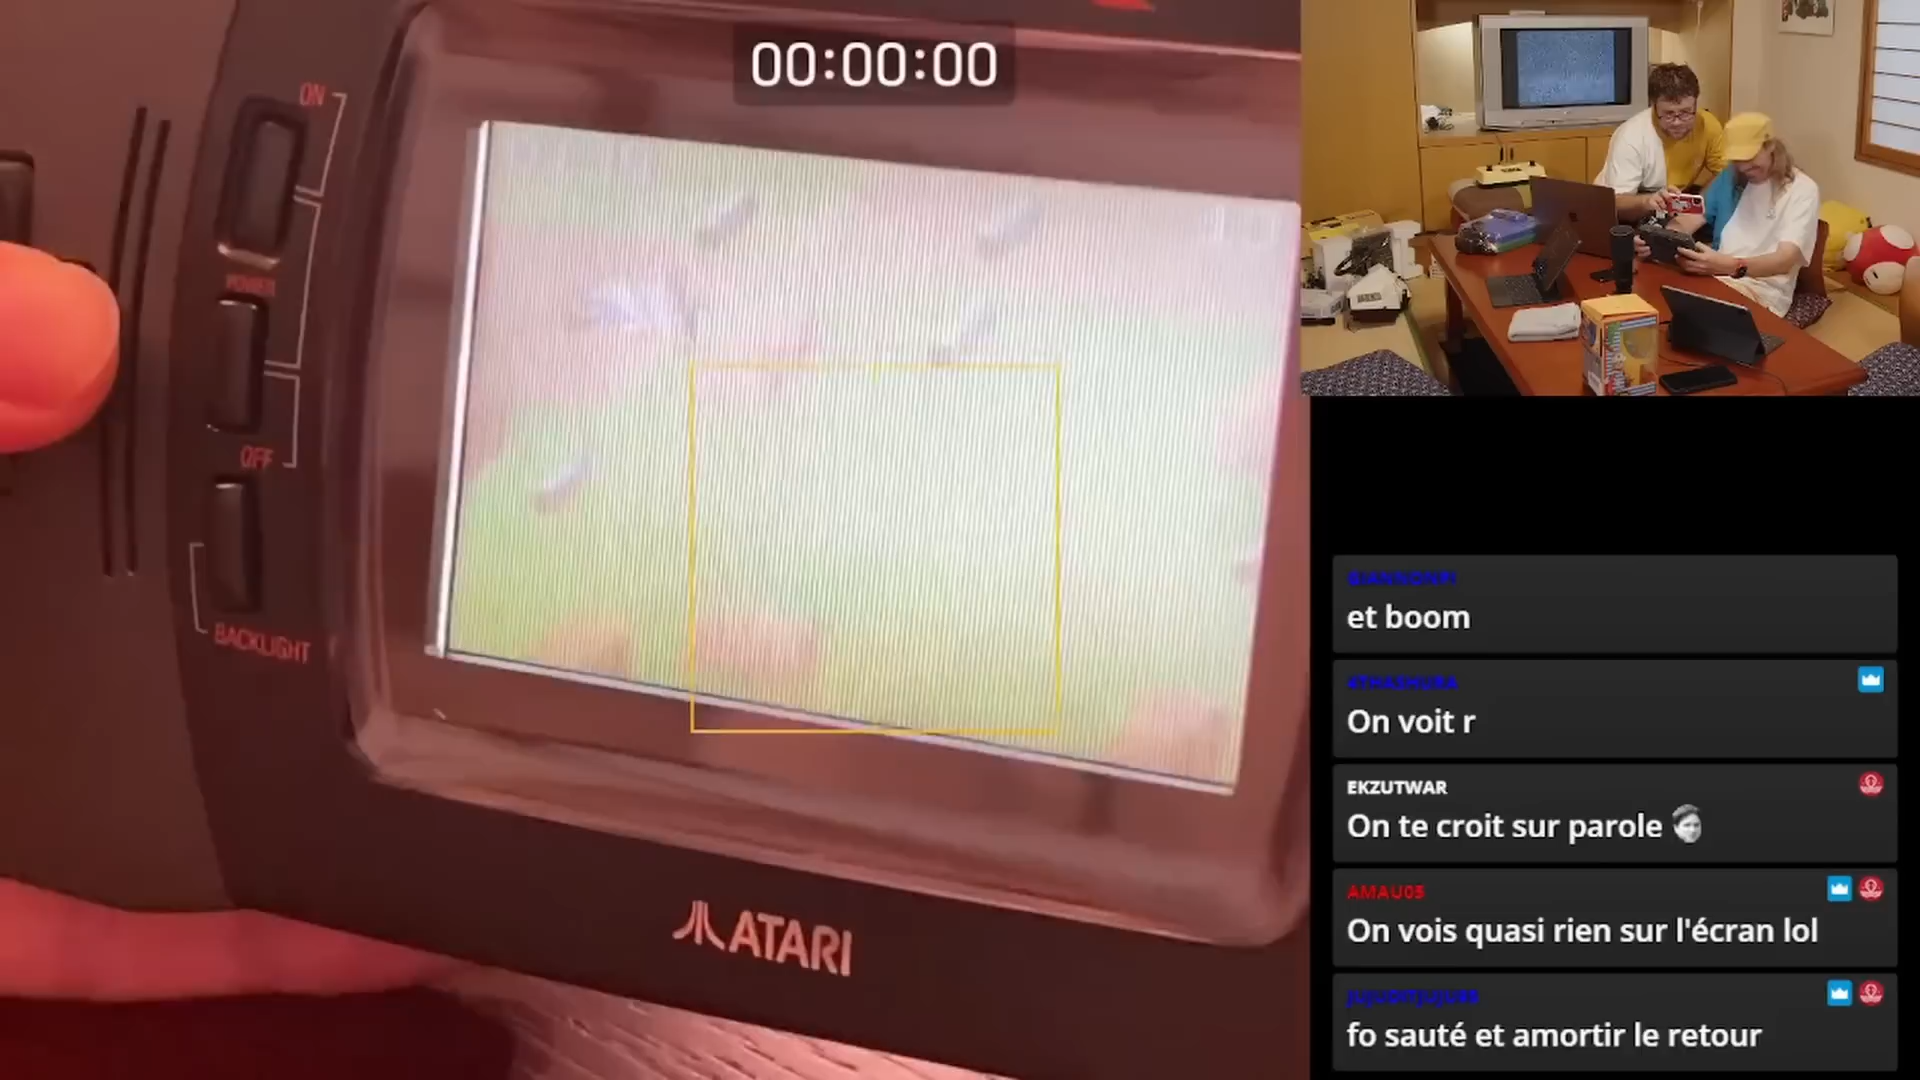 00:00:00
ON
POWER
OFF
BACKLIGHT
ATARI
et boom
On voit r
EKZUTWAR
On te croit sur parole
AMAU05
On vois quasi rien sur l'écran lol
fo sauté et amortir le retour